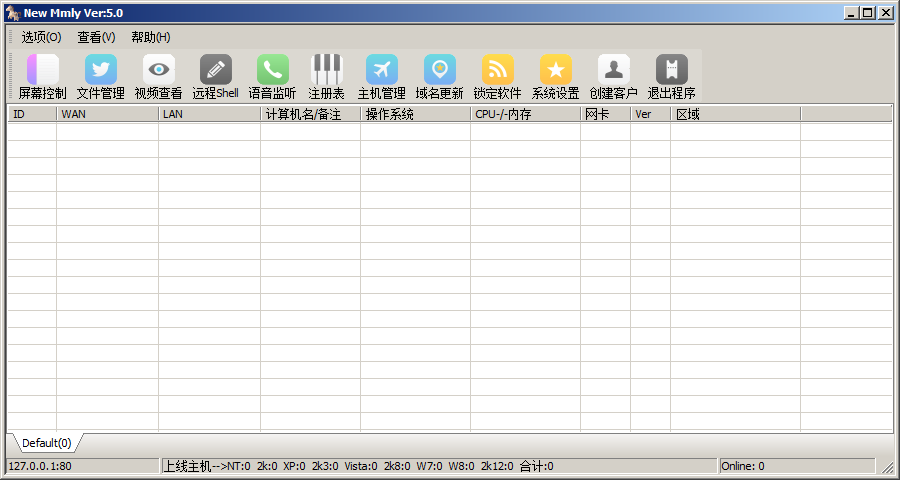 New Mmly Ver:5.0
选项(O) 查看(V) 帮助(H)
屏幕控制 文件管理 视频查看 远程Shell 语音监听 注册表 主机管理 域名更新 锁定软件 系统设置 创建客户 退出程序
ID WAN LAN 计算机名/备注 操作系统 CPU-/-内存 网卡 Ver 区域
Default(0)
127.0.0.1:80 上线主机-->NT:0 2k:0 XP:0 2k3:0 Vista:0 2k8:0 W7:0 W8:0 2k12:0 合计:0 Online: 0